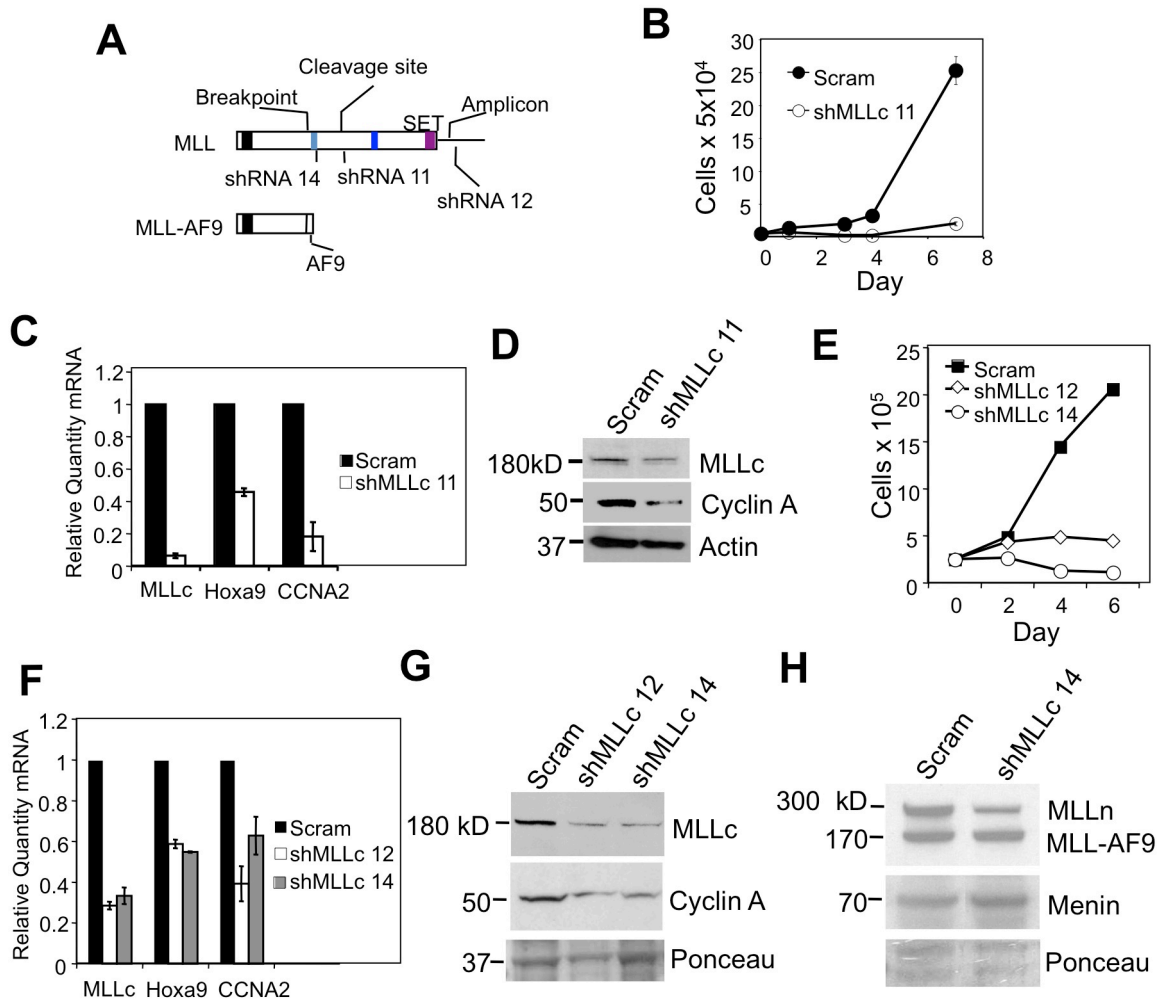 A
Cleavage site
Breakpoint
Amplicon
SET
MLL
shRNA 14
shRNA 11
shRNA 12
MLL-AF9
AF9
B
Cells x 5x10⁴
30
25
20
15
10
5
Scram
shMLLc 11
0 2 4 6 8
Day
C
Relative Quantity mRNA
1.2
1
0.8
0.6
0.4
0.2
0
Scram
shMLLc 11
MLLc Hoxa9 CCNA2
D
Scram shMLLc 11
180kD MLLc
50 Cyclin A
37 Actin
E
Cells x 10⁵
25
20
15
10
5
0
Scram
shMLLc 12
shMLLc 14
0 2 4 6
Day
F
Relative Quantity mRNA
1.2
1
0.8
0.6
0.4
0.2
0
Scram
shMLLc 12
shMLLc 14
MLLc Hoxa9 CCNA2
G
Scram shMLLc 12 shMLLc 14
180 kD MLLc
50 Cyclin A
37 Ponceau
H
Scram shMLLc 14
300 kD MLLn
170 MLL-AF9
70 Menin
Ponceau